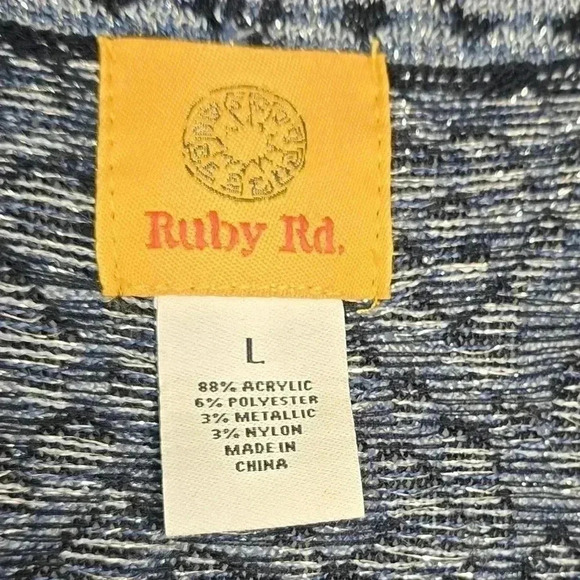 Ruby Rd.
L
88% ACRYLIC
6% POLYESTER
3% METALLIC
3% NYLON
MADE IN
CHINA